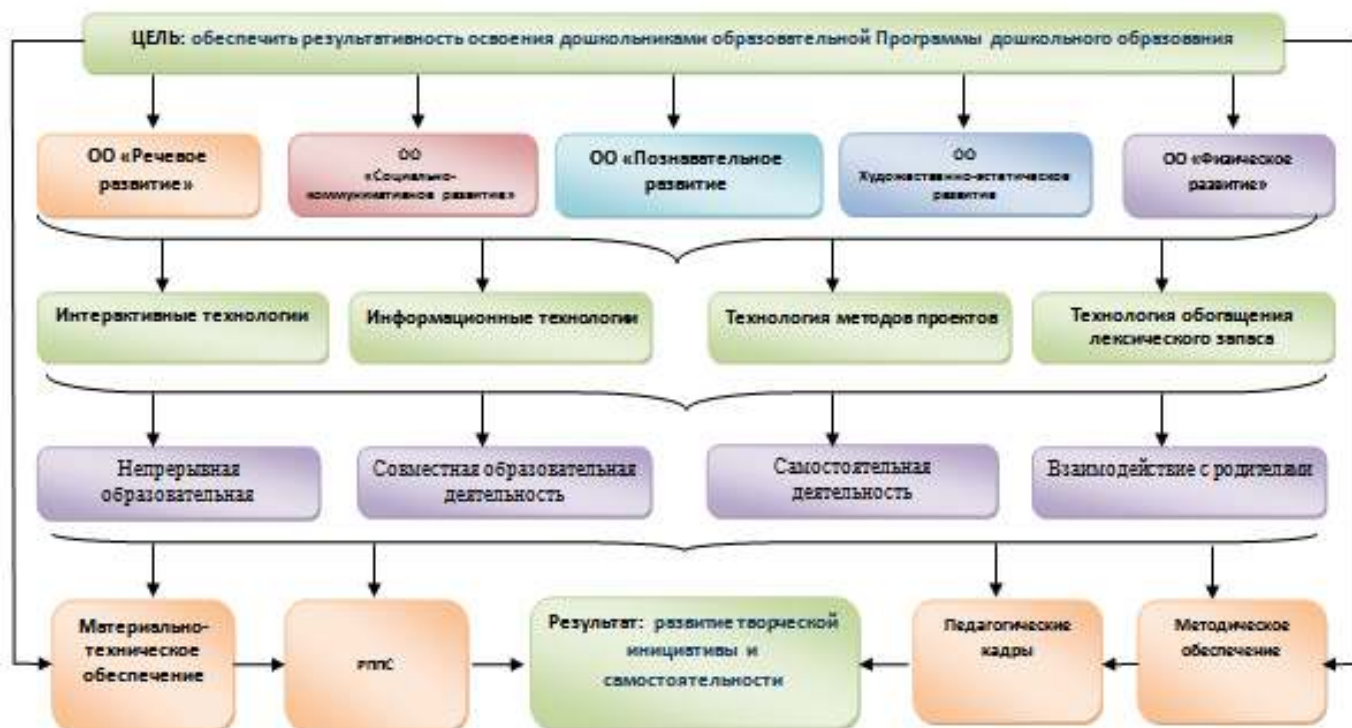 ЦЕЛЬ: обеспечить результативность освоения дошкольниками образовательной Программы дошкольного образования
ОО «Речевое
развитие»
ОО
«Социально-
коммуникативное развитие»
ОО «Познавательное
развитие
ОО
Художественно-эстетическое
развитие
ОО «Физическое
развитие»
Интерактивные технологии
Информационные технологии
Технология методов проектов
Технология обогащения
лексического запаса
Непрерывная
образовательная
Совместная образовательная
деятельность
Самостоятельная
деятельность
Взаимодействие с родителями
Материально-
техническое
обеспечение
РППС
Результат: развитие творческой
инициативы и
самостоятельности
Педагогические
кадры
Методическое
обеспечение